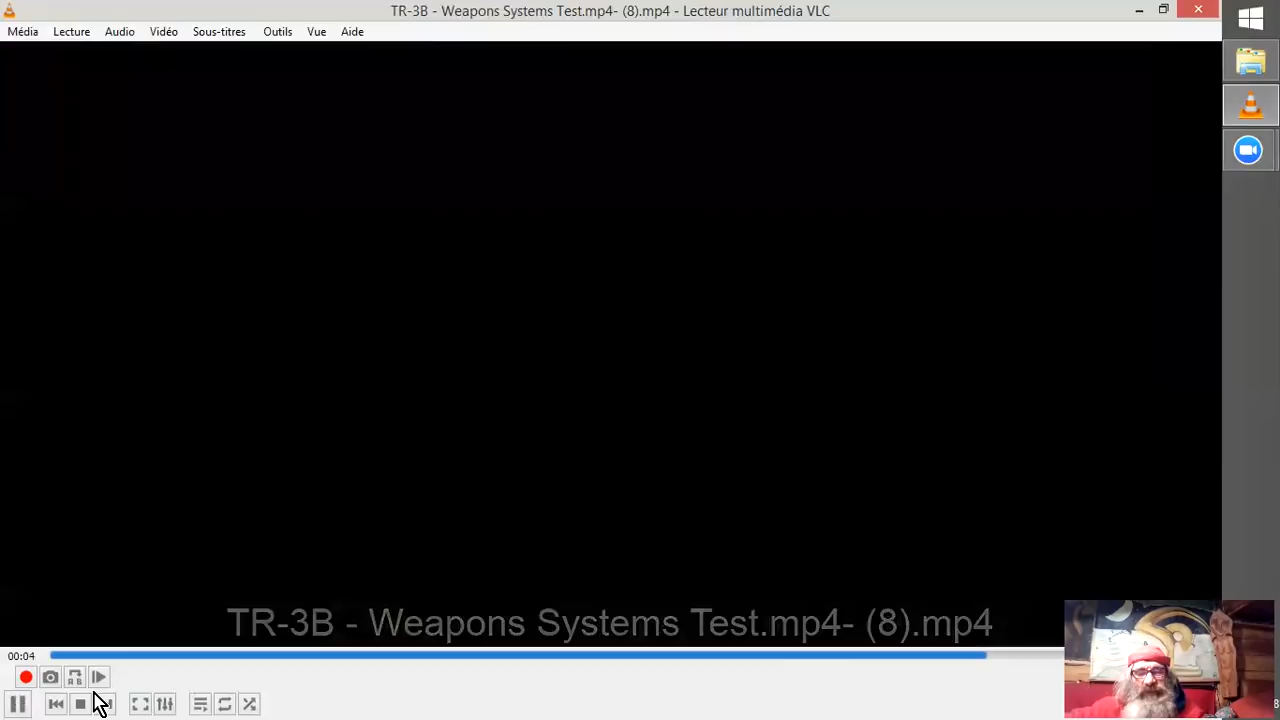 TR-3B - Weapons Systems Test.mp4- (8).mp4 - Lecteur multimédia VLC
Média Lecture Audio Vidéo Sous-titres Outils Vue Aide
TR-3B - Weapons Systems Test.mp4- (8).mp4
00:04